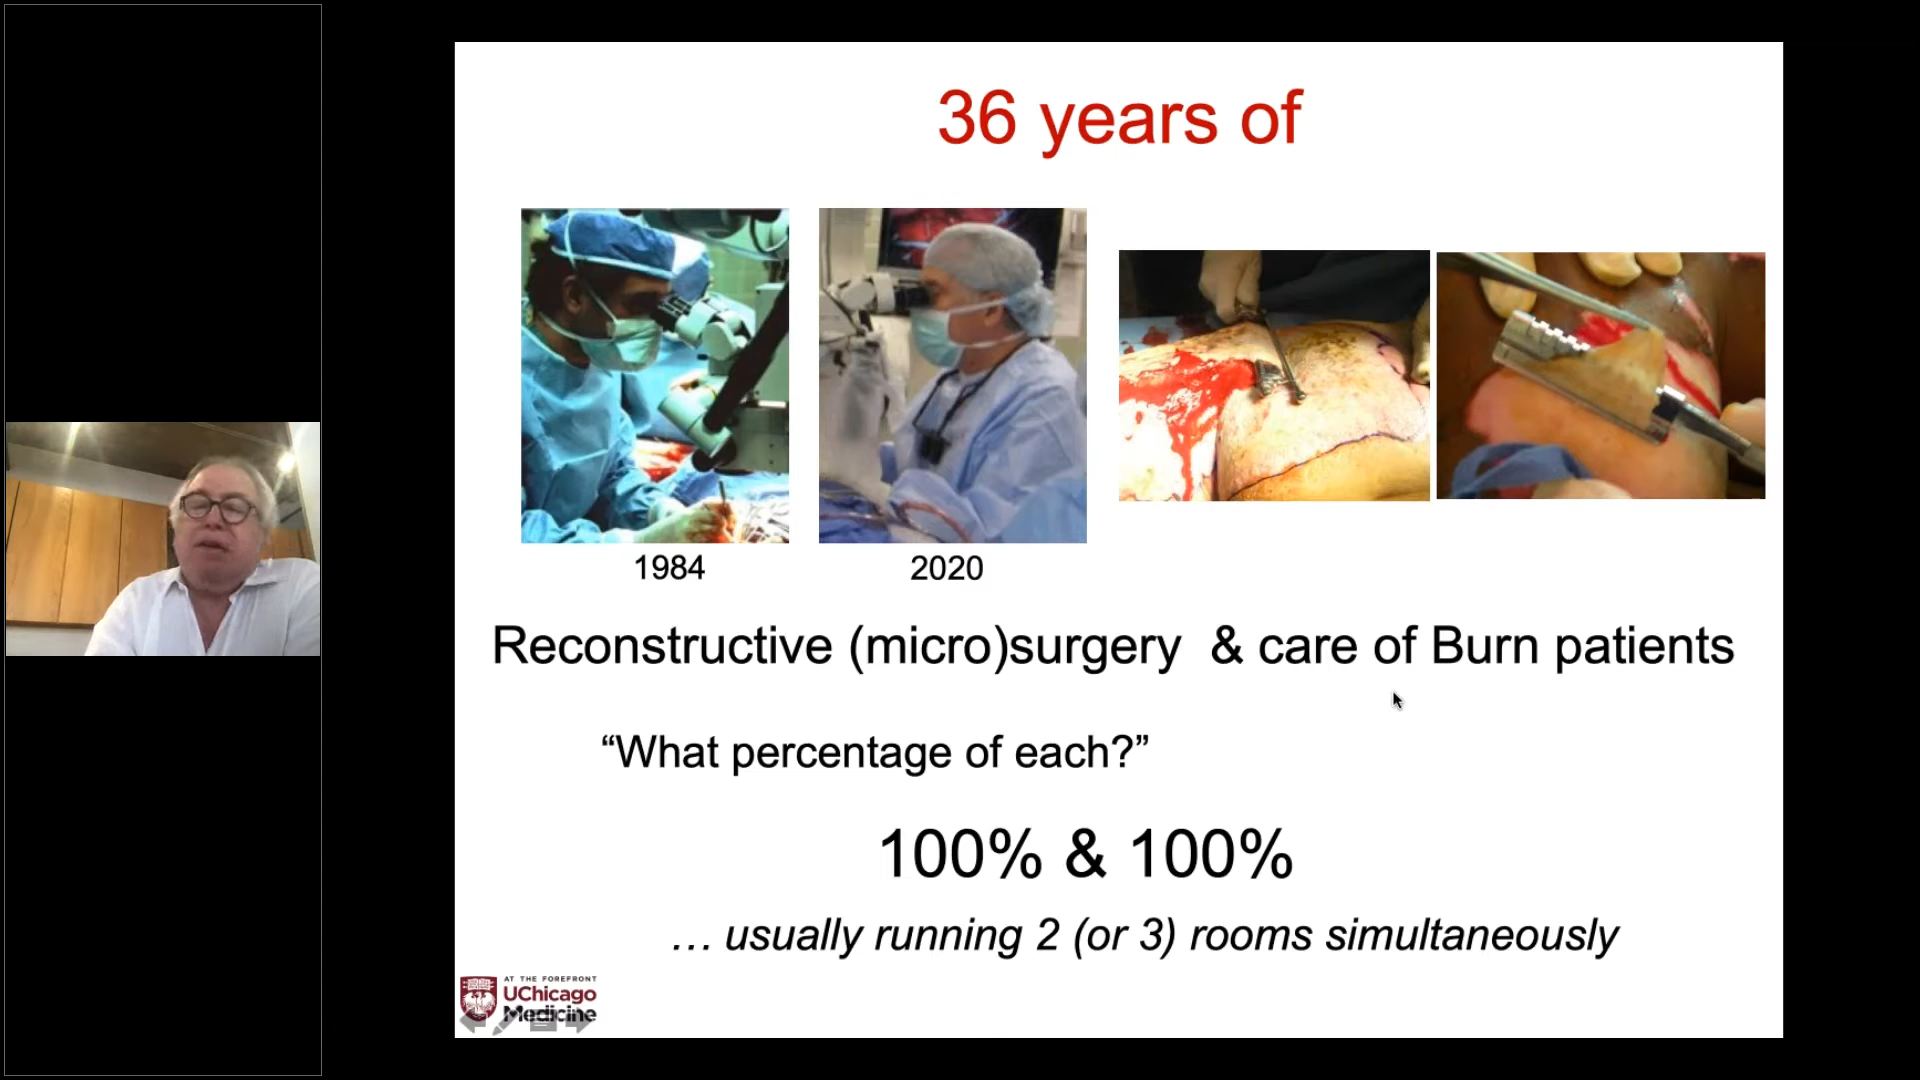 36 years of
1984
2020
Reconstructive (micro)surgery & care of Burn patients
“What percentage of each?”
100% & 100%
… usually running 2 (or 3) rooms simultaneously
AT THE FOREFRONT
UChicago
Medicine